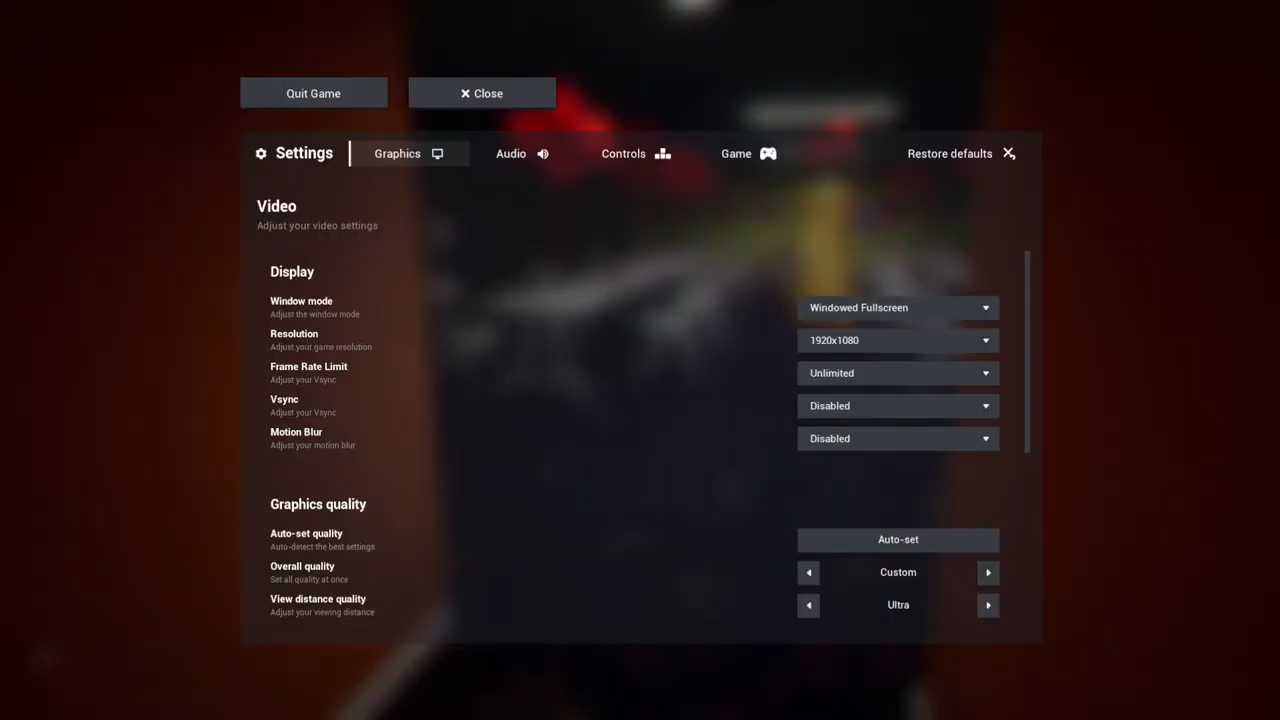 Quit Game
Close
Settings
Graphics
Audio
Controls
Game
Restore defaults
Video
Adjust your video settings
Display
Window mode
Adjust the window mode
Windowed Fullscreen
Resolution
Adjust your game resolution
1920x1080
Frame Rate Limit
Adjust your Vsync
Unlimited
Vsync
Adjust your Vsync
Disabled
Motion Blur
Adjust your motion blur
Disabled
Graphics quality
Auto-set quality
Auto-detect the best settings
Auto-set
Overall quality
Set all quality at once
Custom
View distance quality
Adjust your viewing distance
Ultra